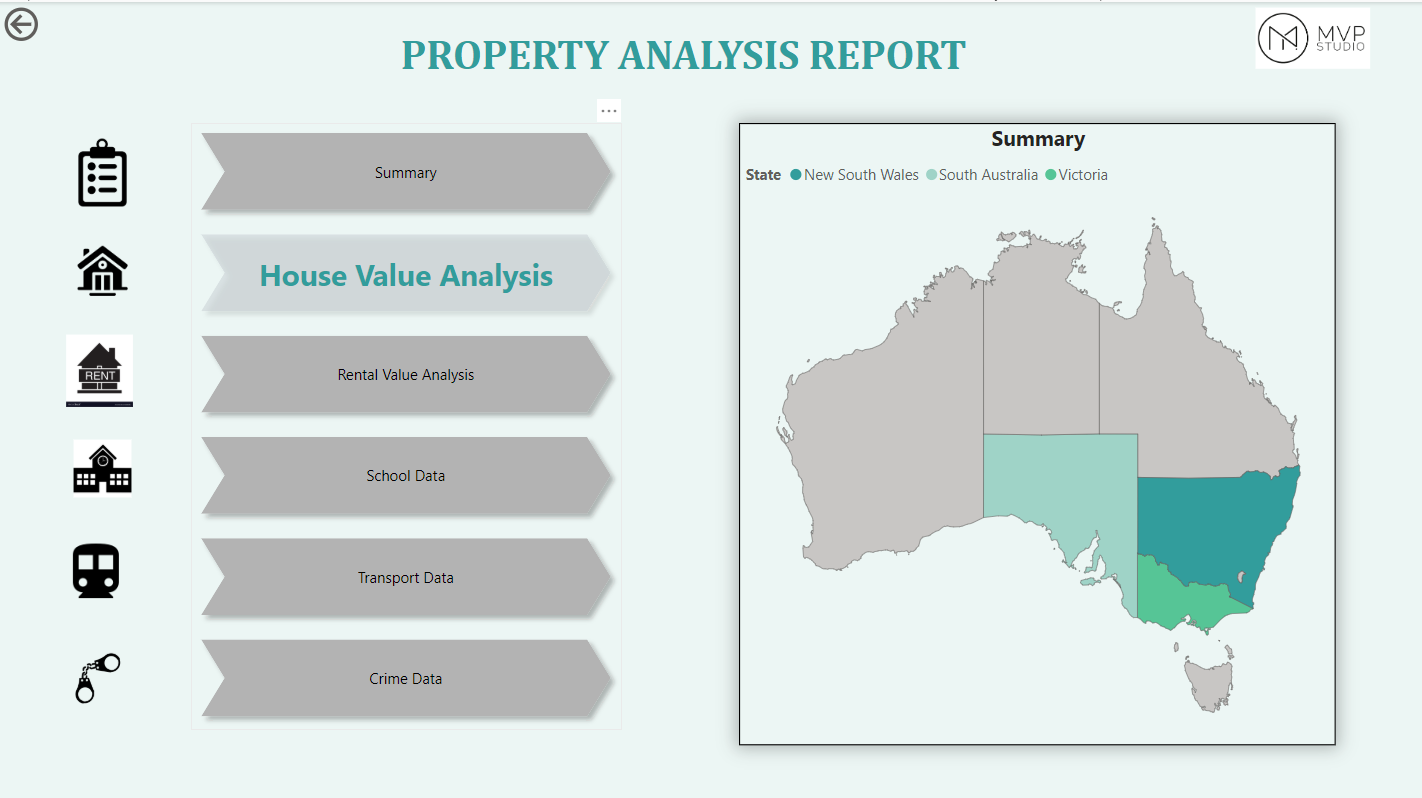 PROPERTY ANALYSIS REPORT
MVP
STUDIO
...
Summary
House Value Analysis
RENT
Rental Value Analysis
School Data
Transport Data
Crime Data
Summary
State New South Wales South Australia Victoria